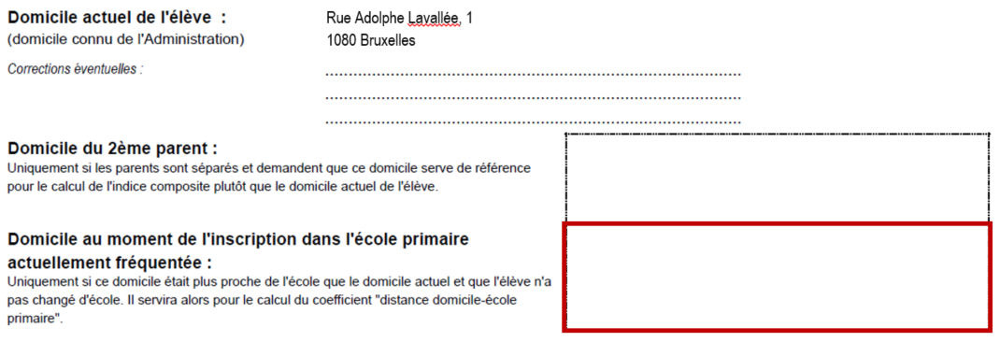 Domicile actuel de l'élève :
Rue Adolphe Lavallée, 1
(domicile connu de l'Administration)
1080 Bruxelles
Corrections éventuelles :
Domicile du 2ème parent :
Uniquement si les parents sont séparés et demandent que ce domicile serve de référence
pour le calcul de l'indice composite plutôt que le domicile actuel de l'élève.
Domicile au moment de l'inscription dans l'école primaire
actuellement fréquentée :
Uniquement si ce domicile était plus proche de l'école que le domicile actuel et que l'élève n'a
pas changé d'école. Il servira alors pour le calcul du coefficient "distance domicile-école
primaire".